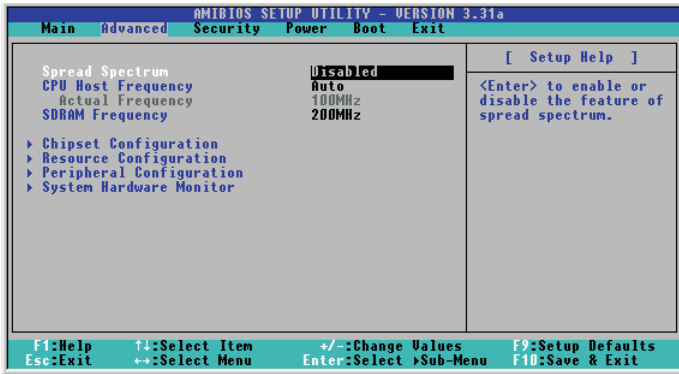 AMIBIOS SETUP UTILITY – VERSION 3.31a
Main Advanced Security Power Boot Exit
[ Setup Help ]
Spread Spectrum Disabled
CPU Host Frequency Auto
Actual Frequency 100MHz
SDRAM Frequency 200MHz
<Enter> to enable or
disable the feature of
spread spectrum.
▶ Chipset Configuration
▶ Resource Configuration
▶ Peripheral Configuration
▶ System Hardware Monitor
F1:Help ↑↓:Select Item +/-:Change Values F9:Setup Defaults
Esc:Exit ←→:Select Menu Enter:Select ▶Sub-Menu F10:Save & Exit